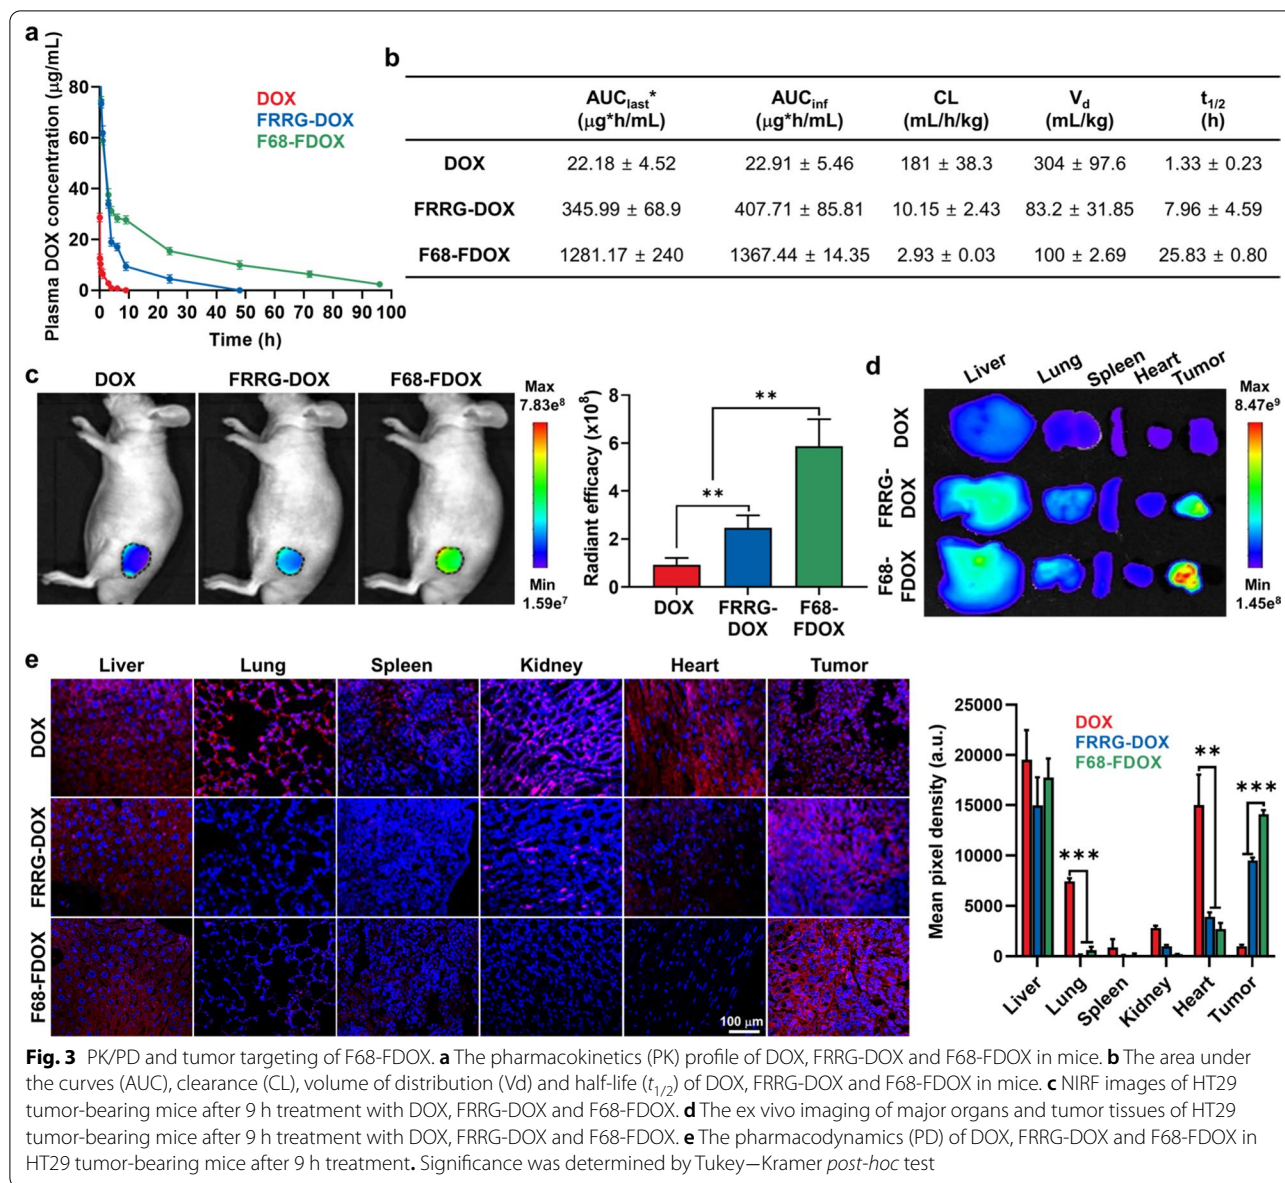 a
Plasma DOX concentration (µg/mL)
80
60
40
20
0
DOX
FRRG-DOX
F68-FDOX
0 10 20 30 40 50 60 70 80 90 100
Time (h)
b
AUClast* AUCinf CL Vd t1/2
(µg*h/mL) (µg*h/mL) (mL/h/kg) (mL/kg) (h)
DOX 22.18 ± 4.52 22.91 ± 5.46 181 ± 38.3 304 ± 97.6 1.33 ± 0.23
FRRG-DOX 345.99 ± 68.9 407.71 ± 85.81 10.15 ± 2.43 83.2 ± 31.85 7.96 ± 4.59
F68-FDOX 1281.17 ± 240 1367.44 ± 14.35 2.93 ± 0.03 100 ± 2.69 25.83 ± 0.80
c
DOX FRRG-DOX F68-FDOX
Max
7.83e⁸
Min
1.59e⁷
Radiant efficacy (x10⁸)
8
6
4
2
0
**
**
DOX FRRG-DOX F68-FDOX
d
Liver Lung Spleen Heart Tumor
DOX
FRRG-DOX
F68-FDOX
Max
8.47e⁹
Min
1.45e⁸
e
Liver Lung Spleen Kidney Heart Tumor
DOX
FRRG-DOX
F68-FDOX
100 µm
Mean pixel density (a.u.)
25000
20000
15000
10000
5000
0
DOX
FRRG-DOX
F68-FDOX
***
**
***
Liver Lung Spleen Kidney Heart Tumor
Fig. 3 PK/PD and tumor targeting of F68-FDOX. a The pharmacokinetics (PK) profile of DOX, FRRG-DOX and F68-FDOX in mice. b The area under
the curves (AUC), clearance (CL), volume of distribution (Vd) and half-life (t1/2) of DOX, FRRG-DOX and F68-FDOX in mice. c NIRF images of HT29
tumor-bearing mice after 9 h treatment with DOX, FRRG-DOX and F68-FDOX. d The ex vivo imaging of major organs and tumor tissues of HT29
tumor-bearing mice after 9 h treatment with DOX, FRRG-DOX and F68-FDOX. e The pharmacodynamics (PD) of DOX, FRRG-DOX and F68-FDOX in
HT29 tumor-bearing mice after 9 h treatment. Significance was determined by Tukey–Kramer post-hoc test